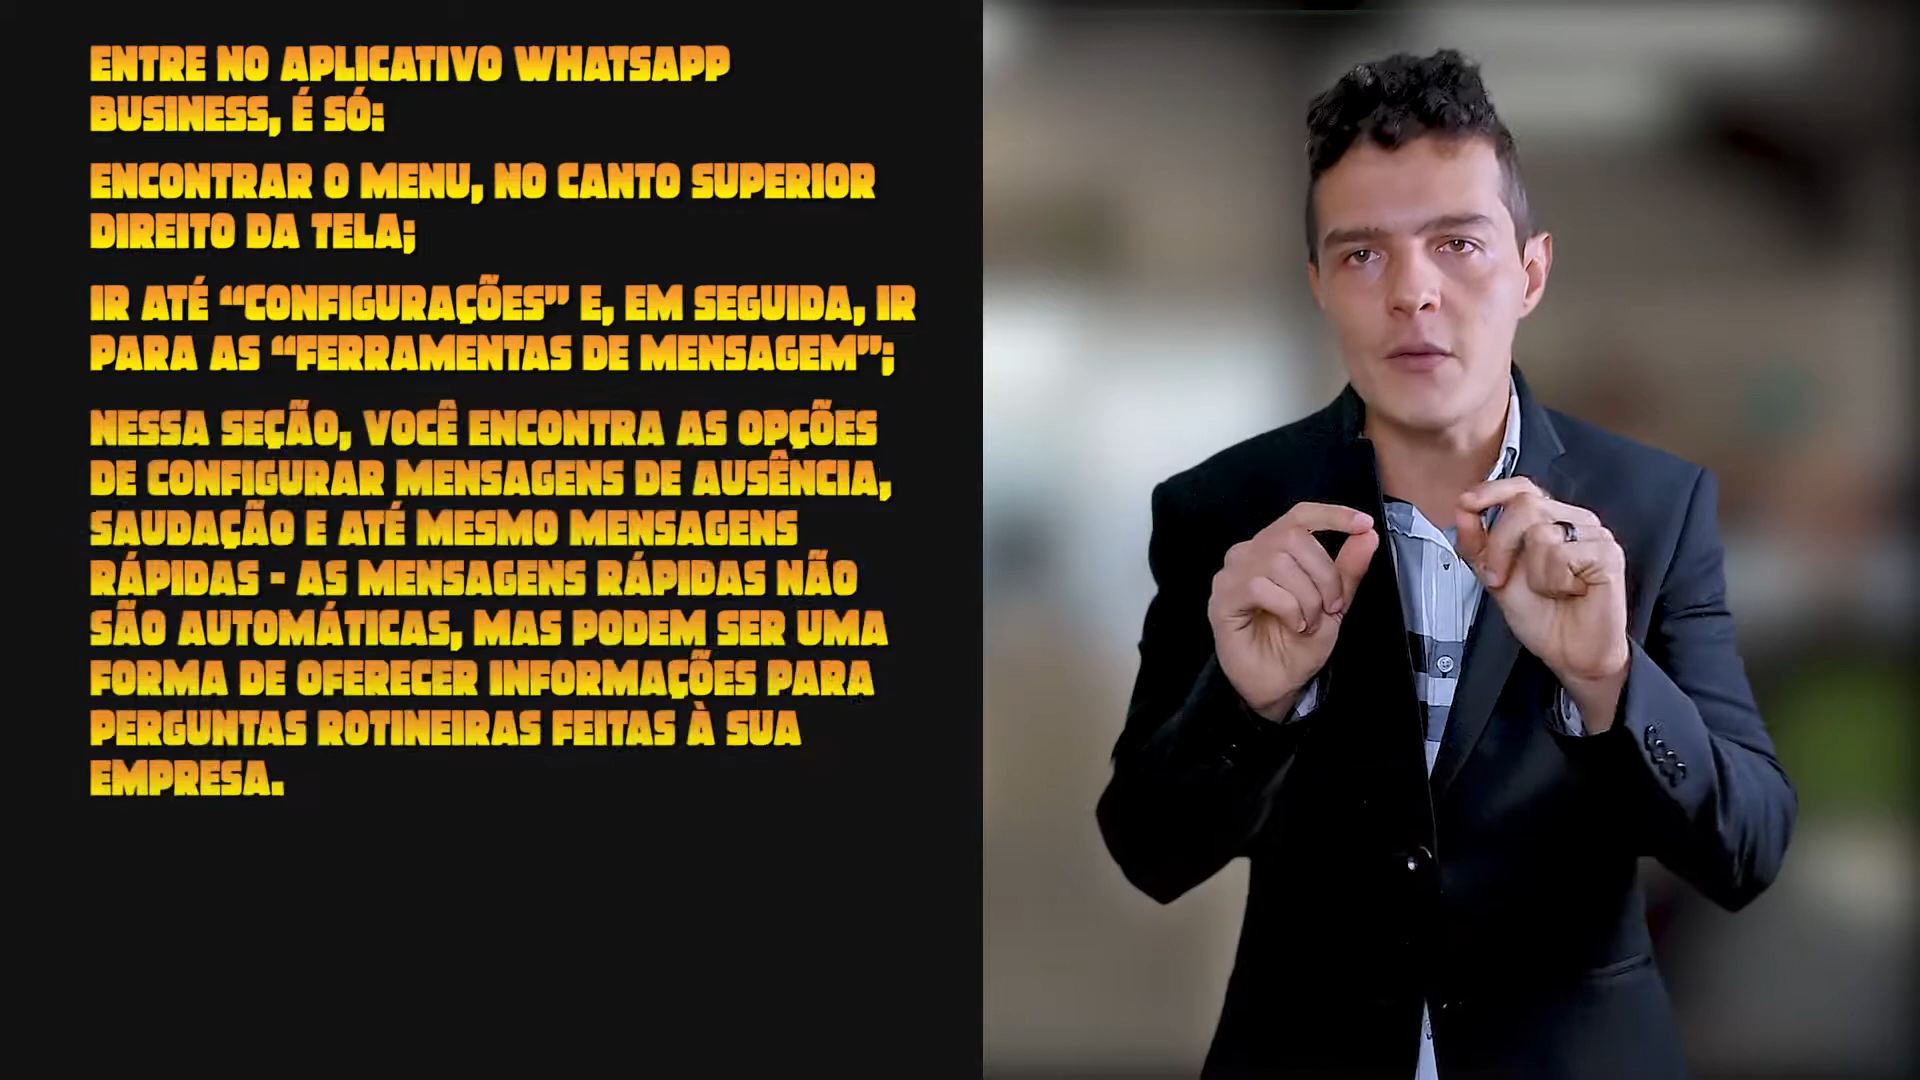 ENTRE NO APLICATIVO WHATSAPP
BUSINESS, É SÓ:
ENCONTRAR O MENU, NO CANTO SUPERIOR
DIREITO DA TELA;
IR ATÉ “CONFIGURAÇÕES” E, EM SEGUIDA, IR
PARA AS “FERRAMENTAS DE MENSAGEM”;
NESSA SEÇÃO, VOCÊ ENCONTRA AS OPÇÕES
DE CONFIGURAR MENSAGENS DE AUSÊNCIA,
SAUDAÇÃO E ATÉ MESMO MENSAGENS
RÁPIDAS - AS MENSAGENS RÁPIDAS NÃO
SÃO AUTOMÁTICAS, MAS PODEM SER UMA
FORMA DE OFERECER INFORMAÇÕES PARA
PERGUNTAS ROTINEIRAS FEITAS À SUA
EMPRESA.